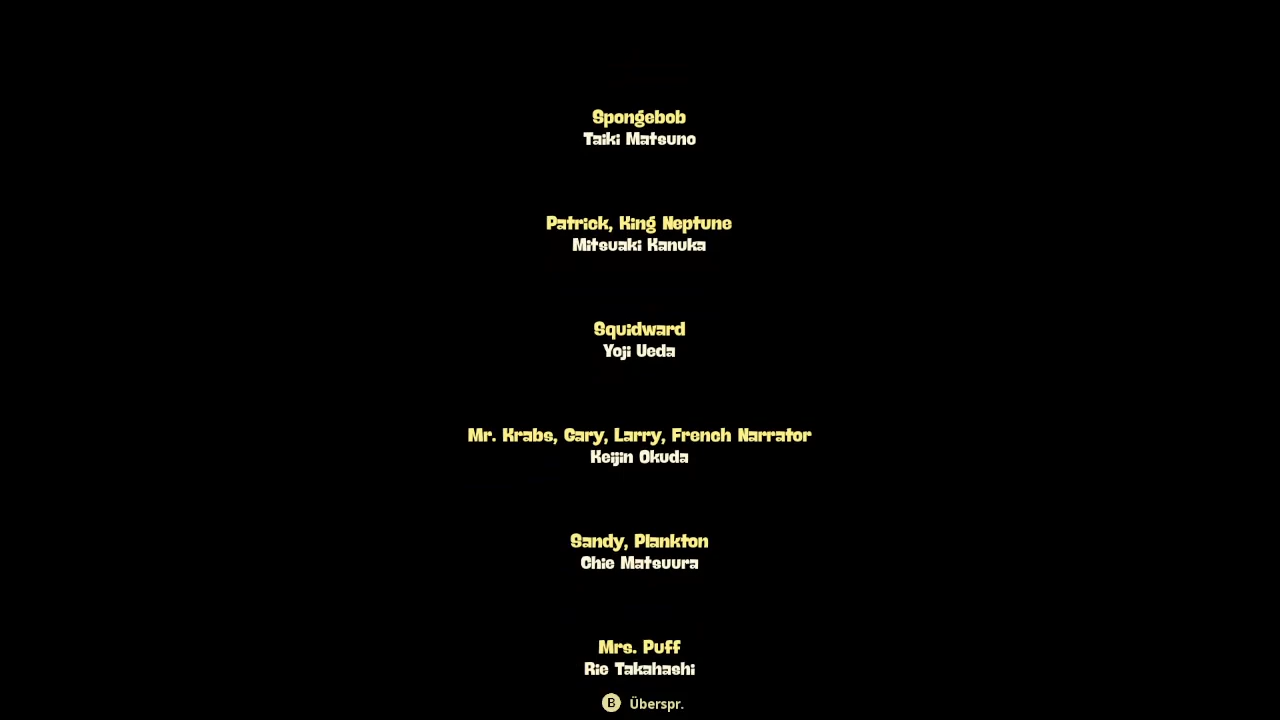 Spongebob
Taiki Matsuno
Patrick, King Neptune
Mitsuaki Kanuka
Squidward
Yoji Ueda
Mr. Krabs, Gary, Larry, French Narrator
Keijin Okuda
Sandy, Plankton
Chie Matsuura
Mrs. Puff
Rie Takahashi
B Überspr.